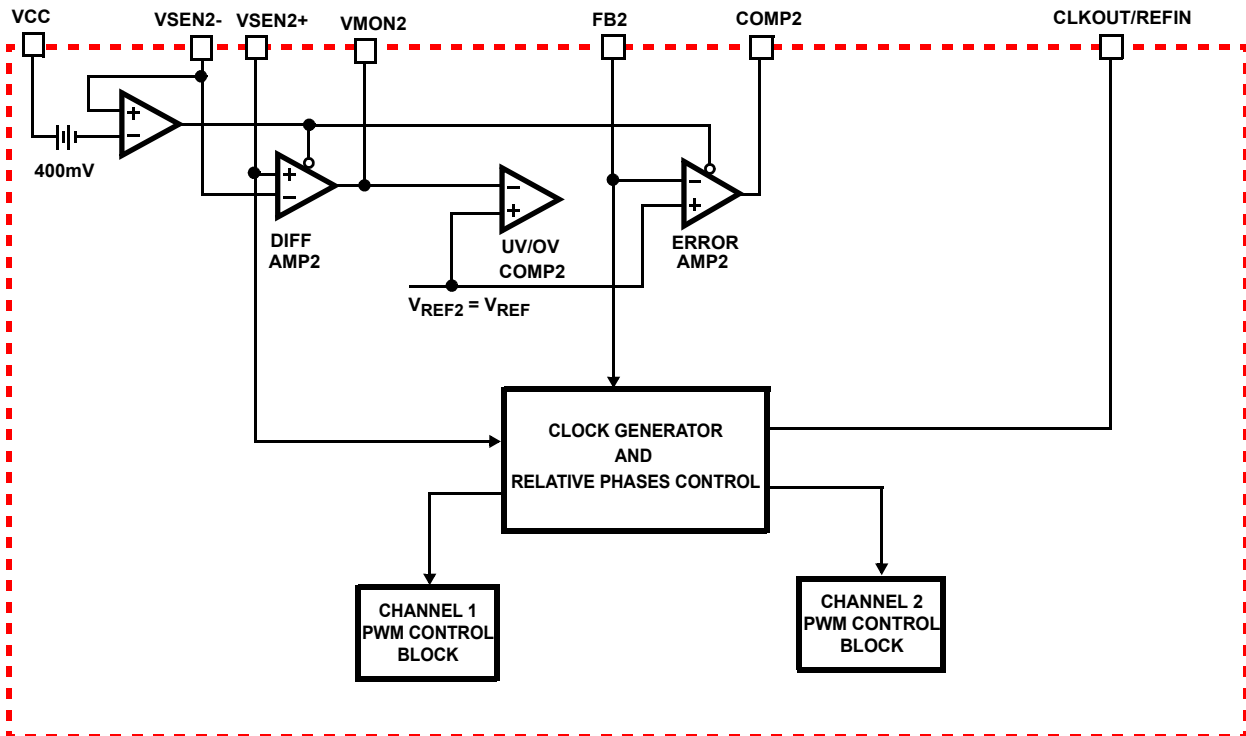 VCC
VSEN2-
VSEN2+
VMON2
FB2
COMP2
CLKOUT/REFIN
+
−
400mV
+
−
DIFF
AMP2
−
+
UV/OV
COMP2
−
+
ERROR
AMP2
VREF2 = VREF
CLOCK GENERATOR
AND
RELATIVE PHASES CONTROL
CHANNEL 1
PWM CONTROL
BLOCK
CHANNEL 2
PWM CONTROL
BLOCK